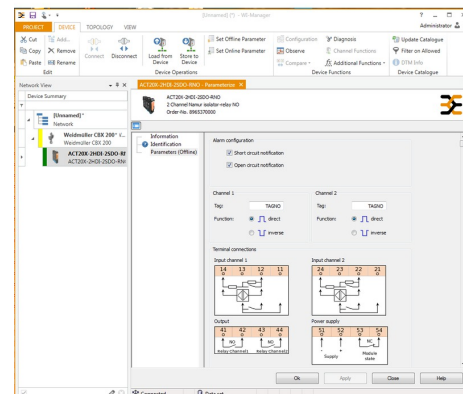 [Unnamed] (*) - WI-Manager
PROJECT DEVICE TOPOLOGY VIEW Administrator
Cut Add... Set Offline Parameter Configuration Diagnosis Update Catalogue
Copy Remove Connect Disconnect Load from Device Store to Device Set Online Parameter Observe Channel Functions Filter on Allowed
Paste Rename Compare Additional Functions DTM Info
Edit Device Operations Device Functions Device Catalogue
Network View ACT20X-2HDI-2SDO-RNO - Parameterise
Device Summary
[Unnamed]*
Network
Weidmüller CBX 200*
Weidmüller CBX 200
ACT20X-2HDI-2SDO-RI
ACT20X-2HDI-2SDO-RNO
ACT20X-2HDI-2SDO-RNO
2 Channel Namur isolator-relay NO
Order-No. 8965370000
Information
Identification
Parameters (Offline)
Alarm configuration
Short circuit notification
Open circuit notification
Channel 1 Channel 2
Tag: TAGNO Tag: TAGNO
Function: direct Function: direct
inverse inverse
Terminal connections
Input channel 1 Input channel 2
14 13 12 11 24 23 22 21
Output Power supply
41 42 43 44 51 52 53 54
NO NO NC
Relay Channel1 Relay Channel2 Supply Module state
Ok Apply Close Help
Connected Data set